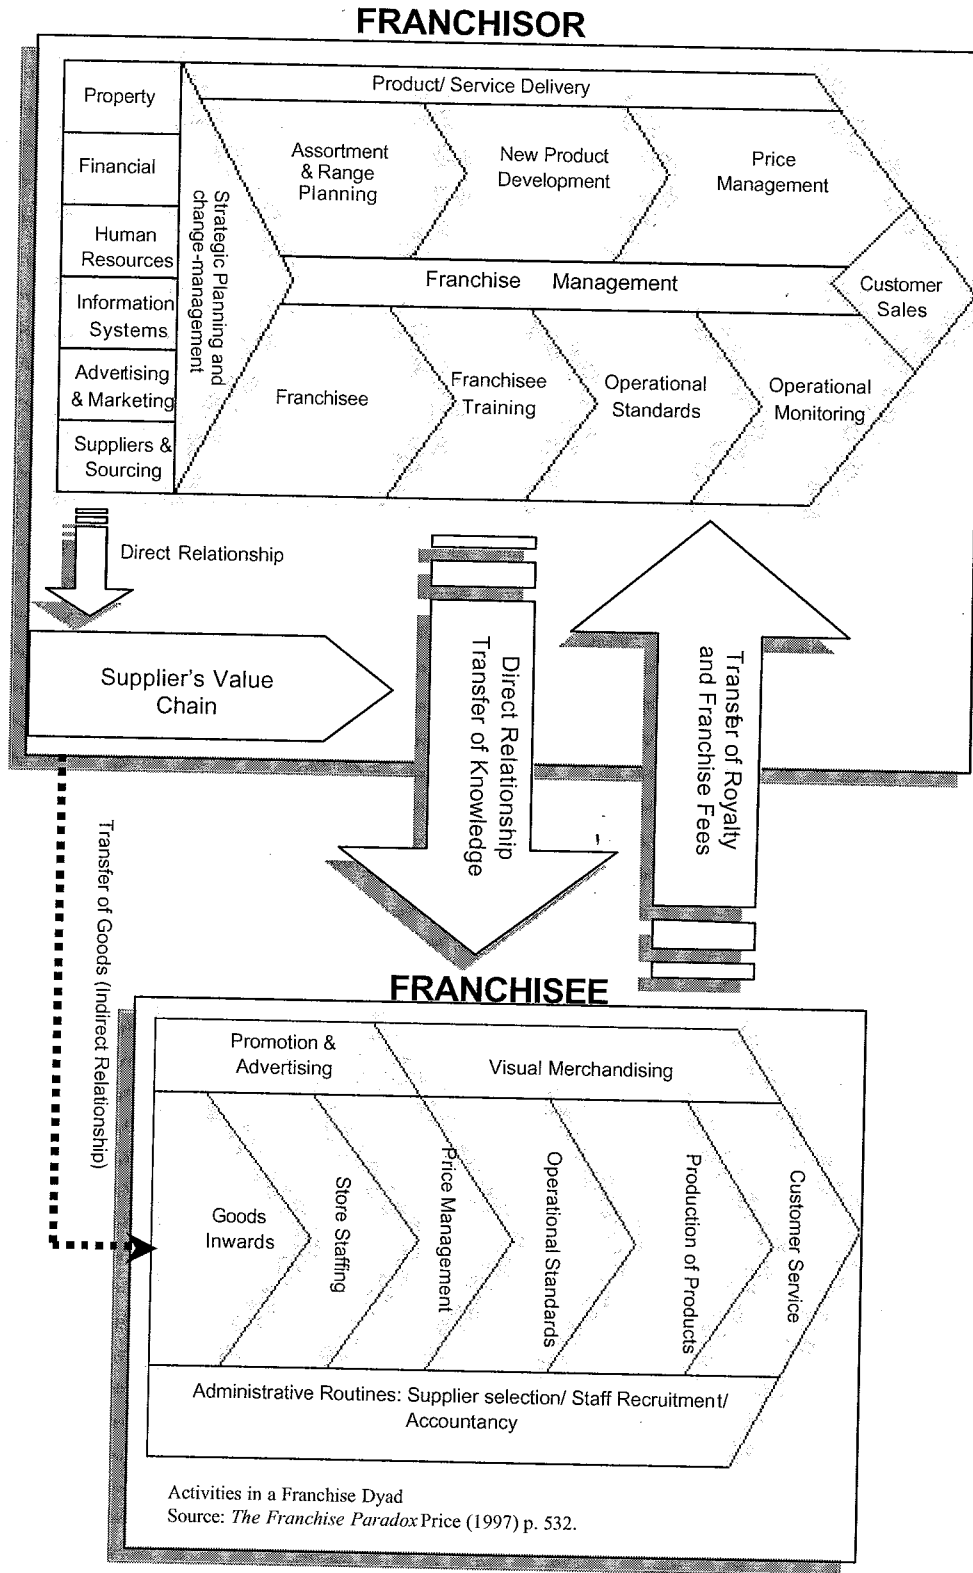 FRANCHISOR
Property
Financial
Human
Resources
Information
Systems
Advertising
& Marketing
Suppliers &
Sourcing
Strategic Planning and
change-management
Product/ Service Delivery
Assortment
& Range
Planning
New Product
Development
Price
Management
Franchise Management
Customer
Sales
Franchisee
Franchisee
Training
Operational
Standards
Operational
Monitoring
Direct Relationship
Supplier's Value
Chain
Direct Relationship
Transfer of Knowledge
Transfer of Royalty
and Franchise Fees
Transfer of Goods (Indirect Relationship)
FRANCHISEE
Promotion &
Advertising
Visual Merchandising
Goods
Inwards
Store Staffing
Price Management
Operational Standards
Production of Products
Customer Service
Administrative Routines: Supplier selection/ Staff Recruitment/
Accountancy
Activities in a Franchise Dyad
Source: The Franchise Paradox Price (1997) p. 532.